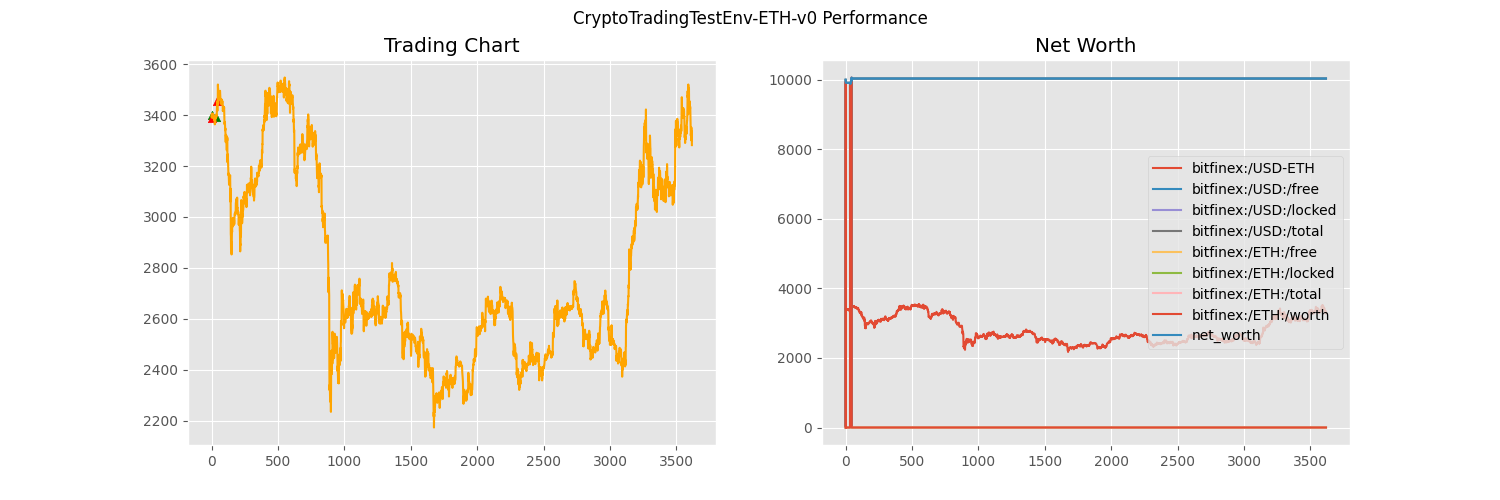 CryptoTradingTestEnv-ETH-v0 Performance
Trading Chart
3600
3400
3200
3000
2800
2600
2400
2200
0 500 1000 1500 2000 2500 3000 3500
Net Worth
10000
8000
6000
4000
2000
0
bitfinex:/USD-ETH
bitfinex:/USD:/free
bitfinex:/USD:/locked
bitfinex:/USD:/total
bitfinex:/ETH:/free
bitfinex:/ETH:/locked
bitfinex:/ETH:/total
bitfinex:/ETH:/worth
net_worth
0 500 1000 1500 2000 2500 3000 3500